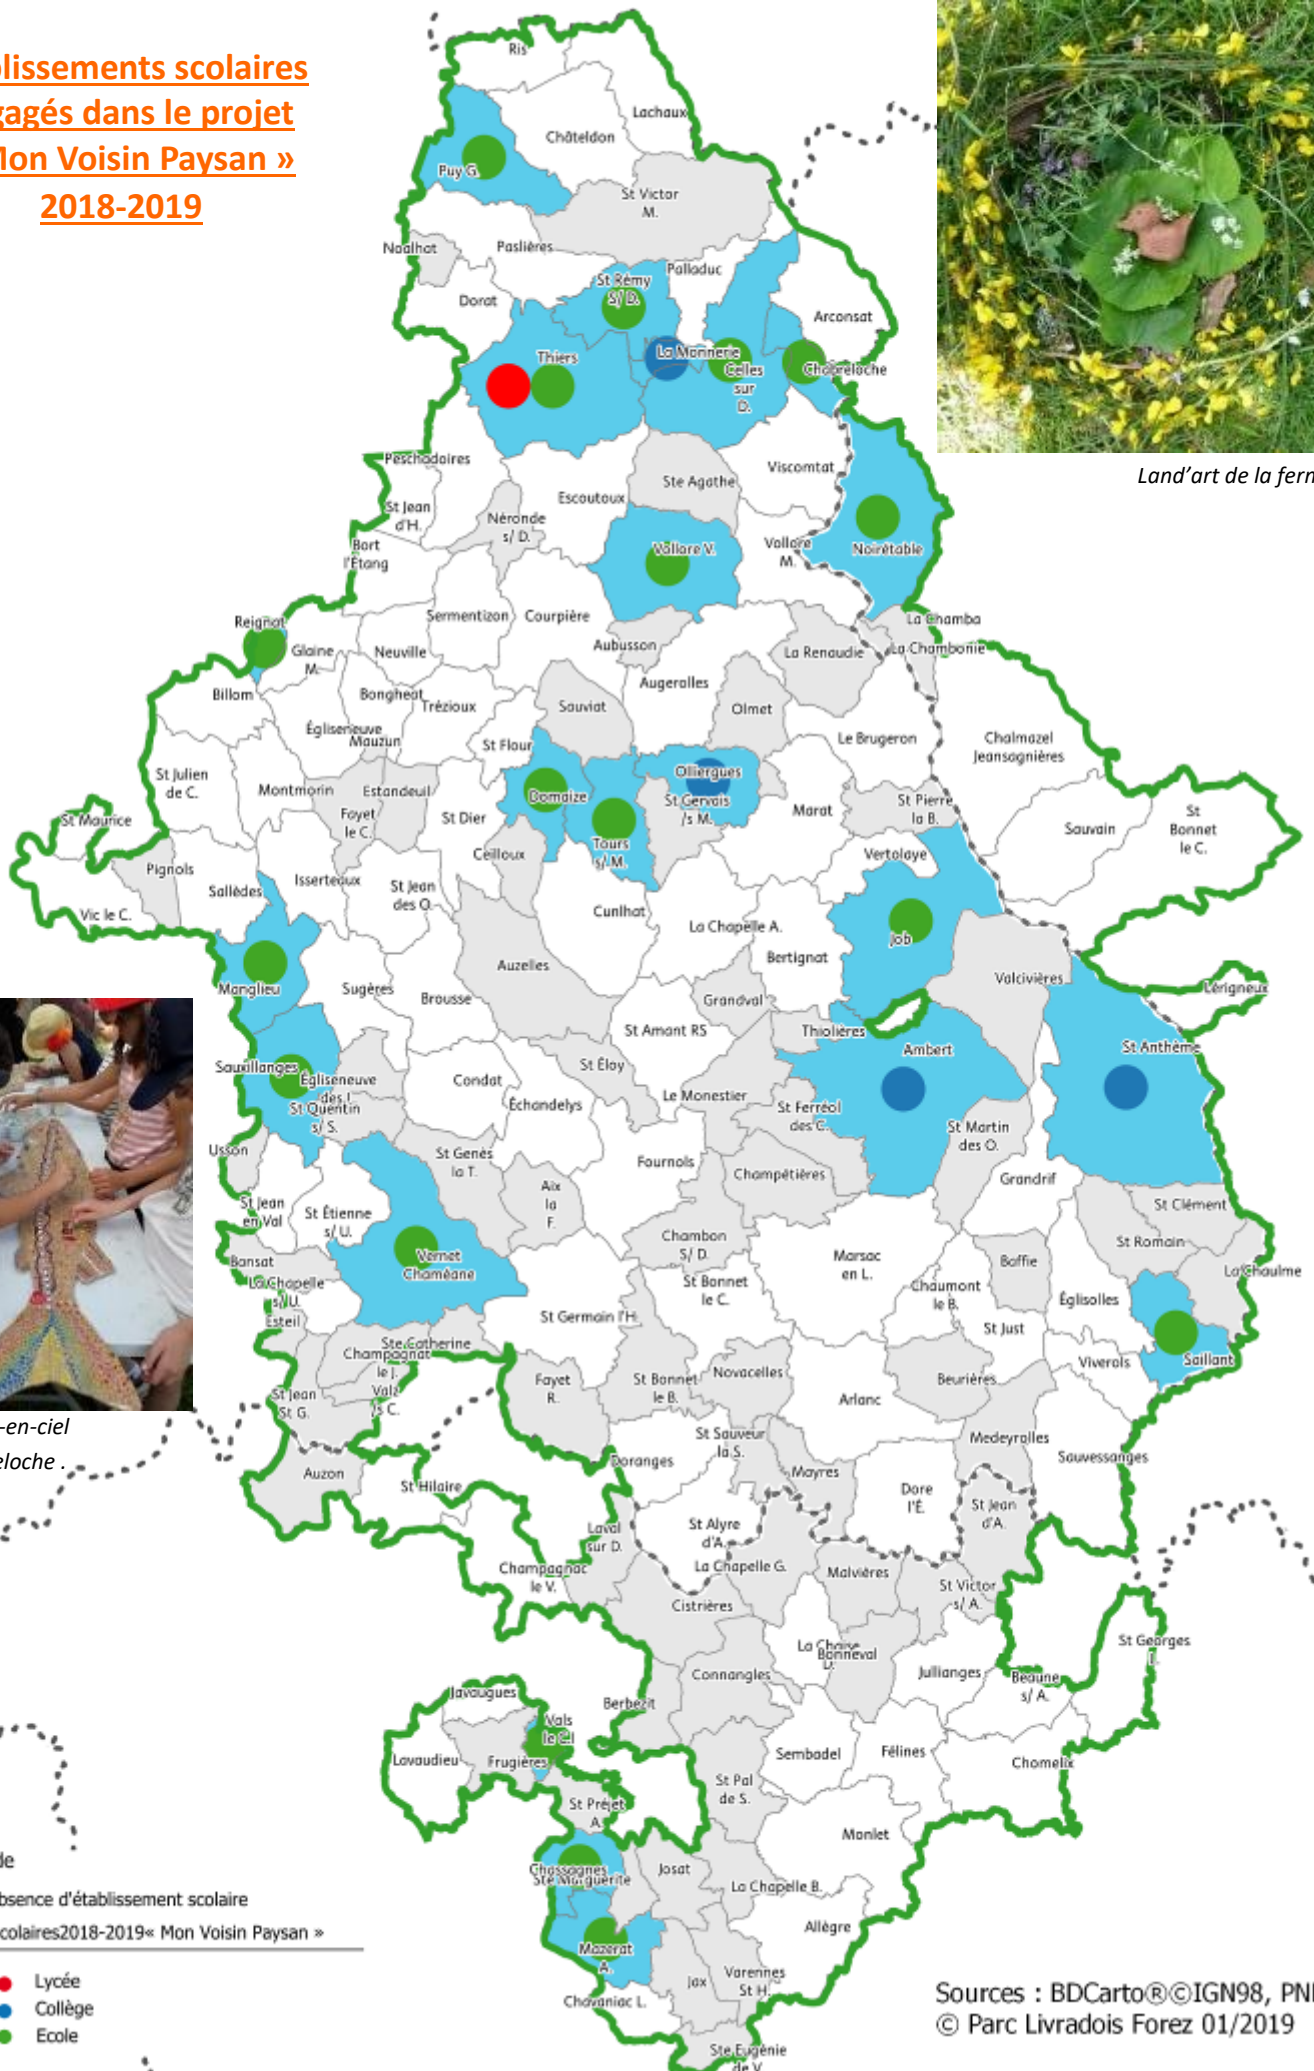 blissements scolaires
gagés dans le projet
Mon Voisin Paysan »
2018-2019
Ris
Lachaux
Châteldon
Puy G.
St Victor
M.
Noalhat
Paslières
Palladuc
St Rémy
S/ D.
Dorat
Arconsat
Thiers
La Monnerie
Celles
sur
D.
Chabreloche
Land'art de la ferm
Peschadoires
Viscomtat
Ste Agathe
Escoutoux
St Jean
d'H.
Néronde
s/ D.
Bort
l'Étang
Vollore V.
Vollore
M.
Noirétable
Sermentizon
Courpière
Reignat
La Chamba
La Chambonie
Glaine
M.
Neuville
Aubusson
La Renaudie
Billom
Bongheat
Trézioux
Augerolles
Sauviat
Olmet
Égliseneuve
Mauzun
St Flour
Le Brugeron
Chalmazel
Jeansagnières
St Julien
de C.
Montmorin
Estandeuil
Domaize
Olliergues
St Gervais
/s M.
Fayet
le C.
St Dier
Marat
St Pierre
la B.
St Maurice
Sauvain
St
Bonnet
le C.
Tours
s/ M.
Ceilloux
Vertolaye
Pignols
Sallèdes
Isserteaux
St Jean
des O.
Vic le C.
Cunlhat
La Chapelle A.
Job
Bertignat
Auzelles
Valcivières
Manglieu
Sugères
Brousse
Grandval
Lérigneux
St Amant RS
Thiolières
Ambert
St Anthème
Sauxillanges
Égliseneuve
des L.
St Éloy
Condat
Échandelys
Le Monestier
St Quentin
s/ S.
St Ferréol
des C.
St Martin
des O.
Usson
St Genès
la T.
Fournols
Champétières
Grandrif
Aix
la
F.
St Jean
en Val
St Étienne
s/ U.
St Clément
Chambon
S/ D.
St Romain
Bansat
Vernet
Chaméane
Marsac
en L.
Baffie
La Chaulme
La Chapelle
s/ U.
St Bonnet
le C.
Chaumont
le B.
Églisolles
Esteil
St Germain l'H.
St Just
Ste Catherine
Champagnat
le J.
Viverols
Saillant
Valz
/s C.
Fayet
R.
St Bonnet
le B.
Novacelles
Beurières
St Jean
St G.
Arlanc
-en-ciel
eloche .
St Sauveur
la S.
Medeyrolles
Sauvessanges
Doranges
Auzon
St Hilaire
Mayres
Dore
l'É.
St Jean
d'A.
Laval
sur D.
St Alyre
d'A.
Champagnac
le V.
La Chapelle G.
Malvières
St Victor
s/ A.
Cistrières
La Chaise
D.
Bonneval
St Georges
Connangles
Jullianges
Beaune
s/ A.
Javaugues
Berbezit
Vals
le C.
Lavaudieu
Frugières
Sembadel
Félines
Chomelix
St Pal
de S.
St Préjet
A.
Monlet
de
Chassagnes
Ste Marguerite
Josat
La Chapelle B.
bsence d'établissement scolaire
Allègre
colaires2018-2019« Mon Voisin Paysan »
Mazerat
A.
Jax
Varennes
St H.
Lycée
Chavaniac L.
Collège
Ecole
Ste Eugénie
de V.
Sources : BDCarto®©IGN98, PN
© Parc Livradois Forez 01/2019